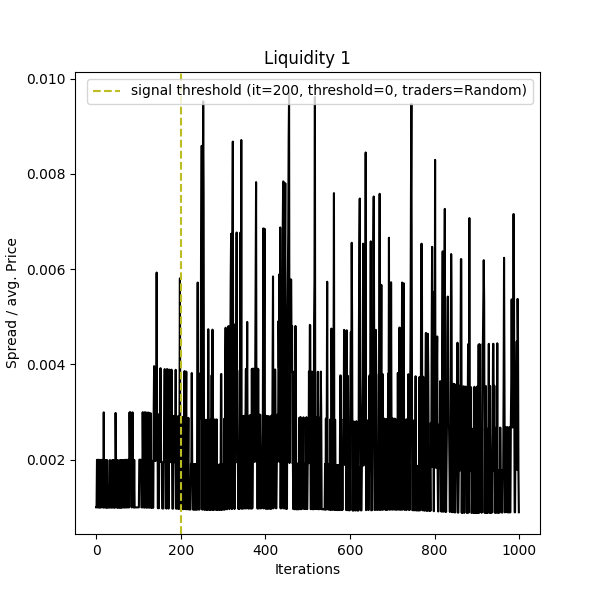 Liquidity 1
signal threshold (it=200, threshold=0, traders=Random)
Spread / avg. Price
0.010
0.008
0.006
0.004
0.002
0 200 400 600 800 1000
Iterations